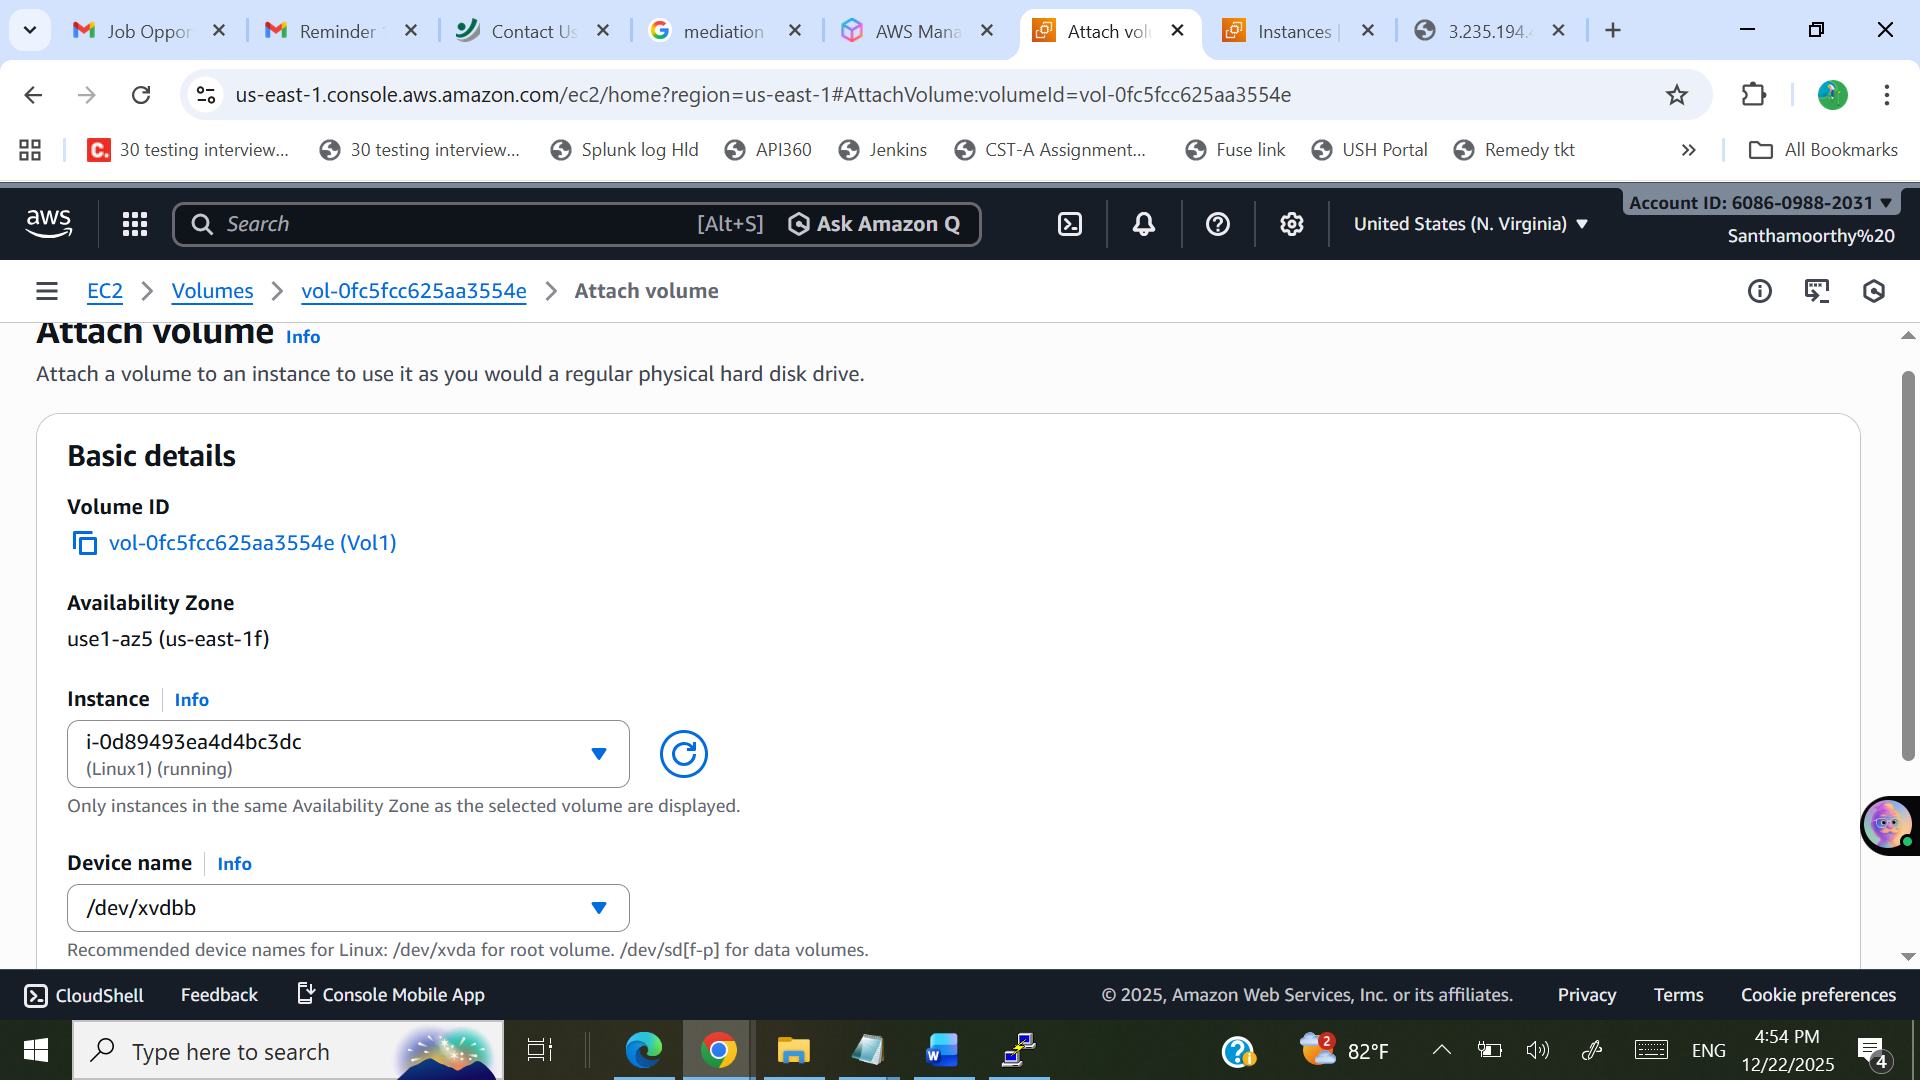 Job Oppor
Reminder
Contact Us
mediation
AWS Mana
Attach volu
Instances |
3.235.194.
us-east-1.console.aws.amazon.com/ec2/home?region=us-east-1#AttachVolume:volumeId=vol-0fc5fcc625aa3554e
30 testing interview...
30 testing interview...
Splunk log Hld
API360
Jenkins
CST-A Assignment...
Fuse link
USH Portal
Remedy tkt
»
All Bookmarks
aws
Search
[Alt+S]
Ask Amazon Q
United States (N. Virginia)
Account ID: 6086-0988-2031
Santhamoorthy%20
EC2
Volumes
vol-0fc5fcc625aa3554e
Attach volume
Attach volume Info
Attach a volume to an instance to use it as you would a regular physical hard disk drive.
Basic details
Volume ID
vol-0fc5fcc625aa3554e (Vol1)
Availability Zone
use1-az5 (us-east-1f)
Instance Info
i-0d89493ea4d4bc3dc
(Linux1) (running)
Only instances in the same Availability Zone as the selected volume are displayed.
Device name Info
/dev/xvdbb
Recommended device names for Linux: /dev/xvda for root volume. /dev/sd[f-p] for data volumes.
CloudShell
Feedback
Console Mobile App
© 2025, Amazon Web Services, Inc. or its affiliates.
Privacy
Terms
Cookie preferences
Type here to search
2
82°F
ENG
4:54 PM
12/22/2025
4